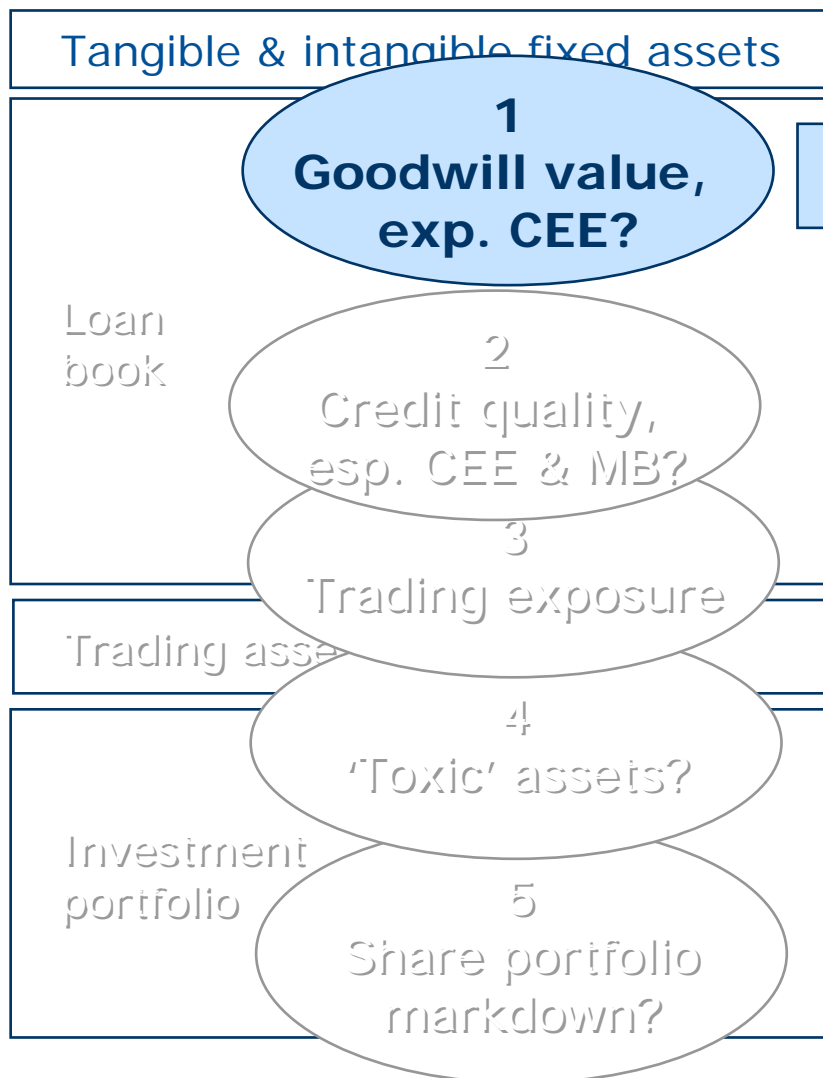 Tangible & intangible fixed assets
1
Goodwill value,
exp. CEE?
Loan
book
2
Credit quality,
esp. CEE & MB?
3
Trading exposure
Trading asse
4
‘Toxic’ assets?
Investment
portfolio
5
Share portfolio
markdown?